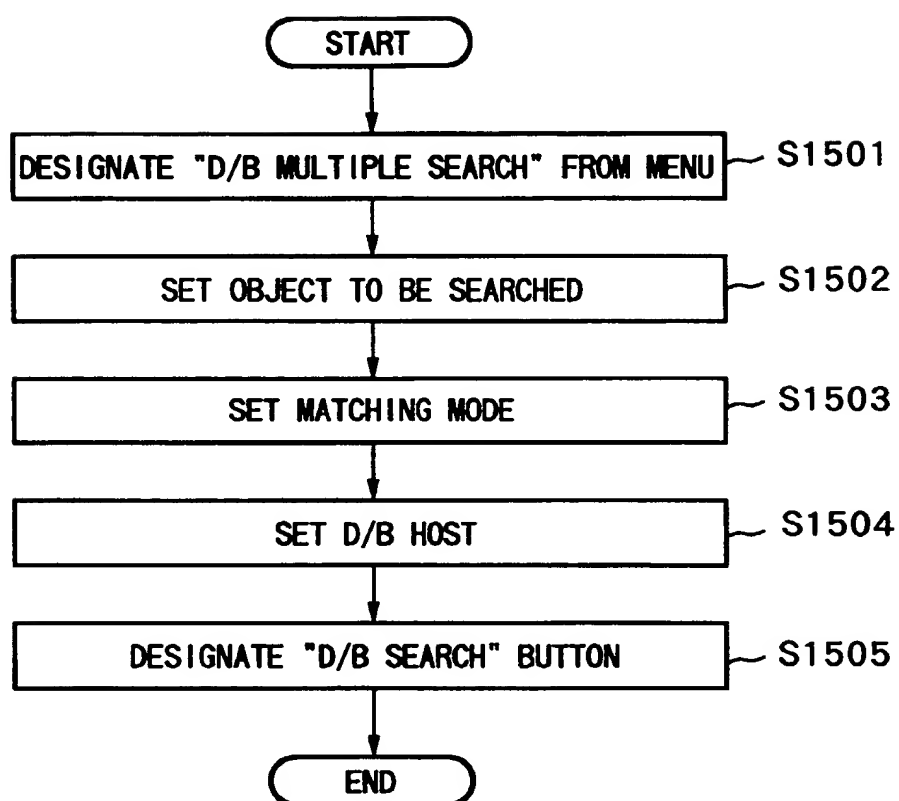 START
DESIGNATE "D/B MULTIPLE SEARCH" FROM MENU
S1501
SET OBJECT TO BE SEARCHED
S1502
SET MATCHING MODE
S1503
SET D/B HOST
S1504
DESIGNATE "D/B SEARCH" BUTTON
S1505
END